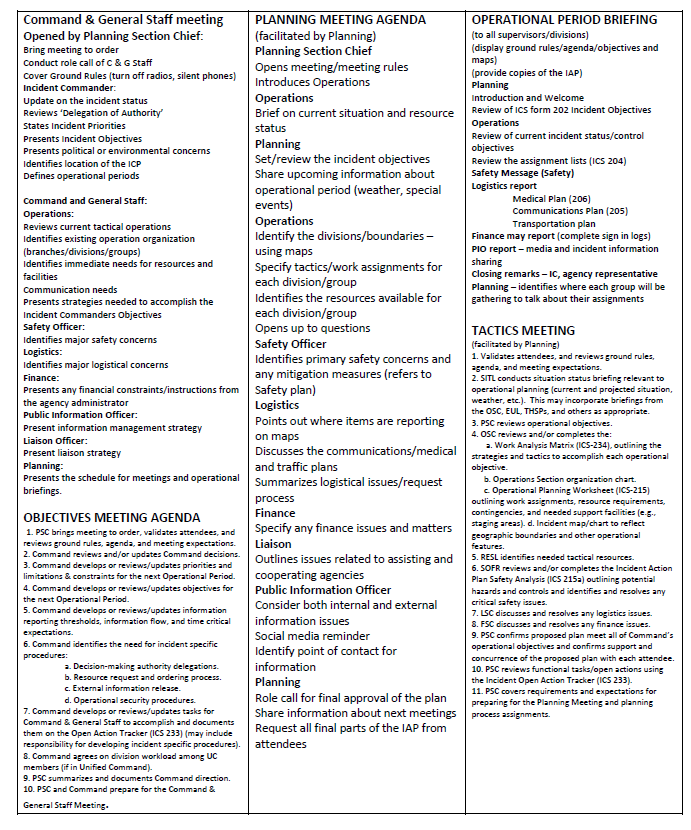 Command & General Staff meeting
Opened by Planning Section Chief:
Bring meeting to order
Conduct role call of C & G Staff
Cover Ground Rules (turn off radios, silent phones)
Incident Commander:
Update on the incident status
Reviews 'Delegation of Authority'
States Incident Priorities
Presents Incident Objectives
Presents political or environmental concerns
Identifies location of the ICP
Defines operational periods
Command and General Staff:
Operations:
Reviews current tactical operations
Identifies existing operation organization
(branches/divisions/groups)
Identifies immediate needs for resources and
facilities
Communication needs
Presents strategies needed to accomplish the
Incident Commanders Objectives
Safety Officer:
Identifies major safety concerns
Logistics:
Identifies major logistical concerns
Finance:
Presents any financial constraints/instructions from
the agency administrator
Public Information Officer:
Present information management strategy
Liaison Officer:
Present liaison strategy
Planning:
Presents the schedule for meetings and operational
briefings.
OBJECTIVES MEETING AGENDA
1. PSC brings meeting to order, validates attendees, and
reviews ground rules, agenda, and meeting expectations.
2. Command reviews and/or updates Command decisions.
3. Command develops or reviews/updates priorities and
limitations & constraints for the next Operational Period.
4. Command develops or reviews/updates objectives for
the next Operational Period.
5. Command develops or reviews/updates information
reporting thresholds, information flow, and time critical
expectations.
6. Command identifies the need for incident specific
procedures:
a. Decision-making authority delegations.
b. Resource request and ordering process.
c. External information release.
d. Operational security procedures.
7. Command develops or reviews/updates tasks for
Command & General Staff to accomplish and documents
them on the Open Action Tracker (ICS 233) (may include
responsibility for developing incident specific procedures).
8. Command agrees on division workload among UC
members (if in Unified Command).
9. PSC summarizes and documents Command direction.
10. PSC and Command prepare for the Command &
General Staff Meeting.
PLANNING MEETING AGENDA
(facilitated by Planning)
Planning Section Chief
Opens meeting/meeting rules
Introduces Operations
Operations
Brief on current situation and resource
status
Planning
Set/review the incident objectives
Share upcoming information about
operational period (weather, special
events)
Operations
Identify the divisions/boundaries –
using maps
Specify tactics/work assignments for
each division/group
Identifies the resources available for
each division/group
Opens up to questions
Safety Officer
Identifies primary safety concerns and
any mitigation measures (refers to
Safety plan)
Logistics
Points out where items are reporting
on maps
Discusses the communications/medical
and traffic plans
Summarizes logistical issues/request
process
Finance
Specify any finance issues and matters
Liaison
Outlines issues related to assisting and
cooperating agencies
Public Information Officer
Consider both internal and external
information issues
Social media reminder
Identify point of contact for
information
Planning
Role call for final approval of the plan
Share information about next meetings
Request all final parts of the IAP from
attendees
OPERATIONAL PERIOD BRIEFING
(to all supervisors/divisions)
(display ground rules/agenda/objectives and
maps)
(provide copies of the IAP)
Planning
Introduction and Welcome
Review of ICS form 202 Incident Objectives
Operations
Review of current incident status/control
objectives
Review the assignment lists (ICS 204)
Safety Message (Safety)
Logistics report
Medical Plan (206)
Communications Plan (205)
Transportation plan
Finance may report (complete sign in logs)
PIO report – media and incident information
sharing
Closing remarks – IC, agency representative
Planning – identifies where each group will be
gathering to talk about their assignments
TACTICS MEETING
(facilitated by Planning)
1. Validates attendees, and reviews ground rules,
agenda, and meeting expectations.
2. SITL conducts situation status briefing relevant to
operational planning (current and projected situation,
weather, etc.). This may incorporate briefings from
the OSC, EUL, THSPs, and others as appropriate.
3. PSC reviews operational objectives.
4. OSC reviews and/or completes the:
a. Work Analysis Matrix (ICS-234), outlining the
strategies and tactics to accomplish each operational
objective.
b. Operations Section organization chart.
c. Operational Planning Worksheet (ICS-215)
outlining work assignments, resource requirements,
contingencies, and needed support facilities (e.g.,
staging areas). d. Incident map/chart to reflect
geographic boundaries and other operational
features.
5. RESL identifies needed tactical resources.
6. SOFR reviews and/or completes the Incident Action
Plan Safety Analysis (ICS 215a) outlining potential
hazards and controls and identifies and resolves any
critical safety issues.
7. LSC discusses and resolves any logistics issues.
8. FSC discusses and resolves any finance issues.
9. PSC confirms proposed plan meet all of Command's
operational objectives and confirms support and
concurrence of the proposed plan with each attendee.
10. PSC reviews functional tasks/open actions using
the Incident Open Action Tracker (ICS 233).
11. PSC covers requirements and expectations for
preparing for the Planning Meeting and planning
process assignments.